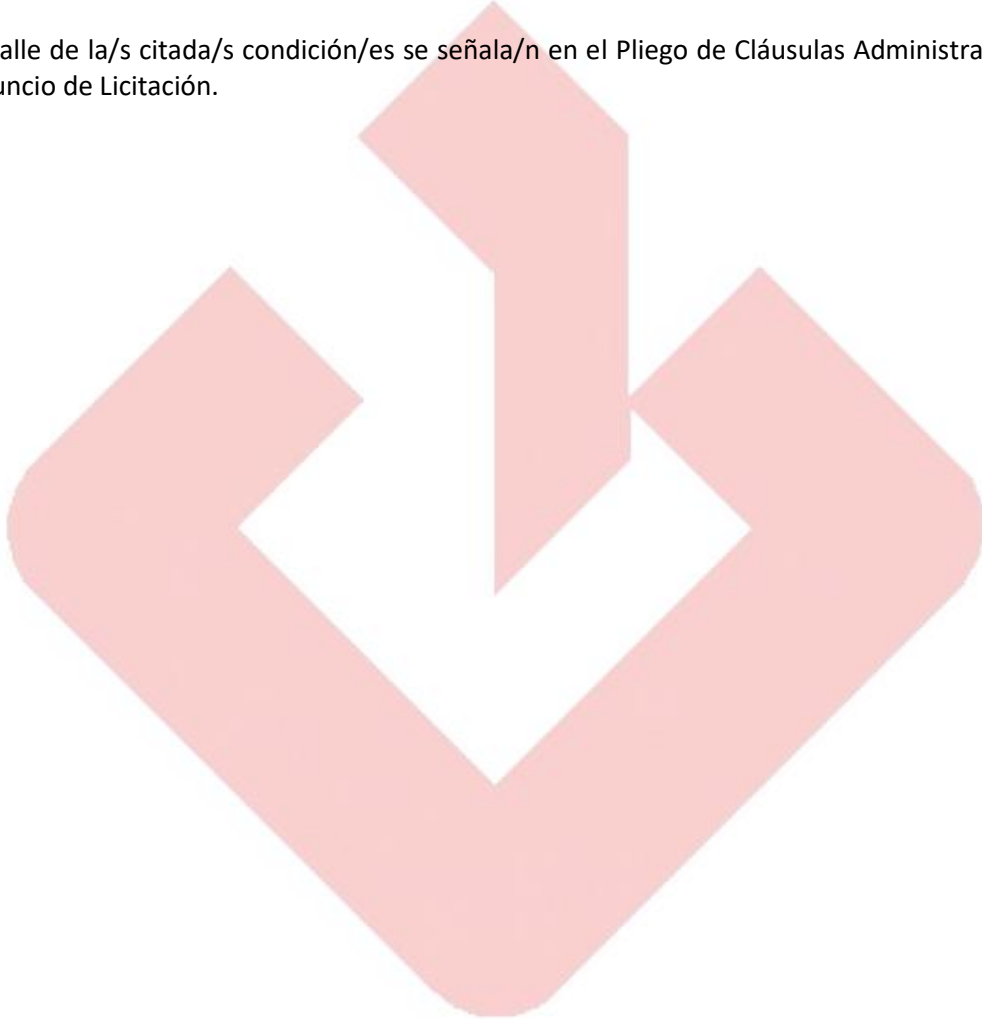 alle de la/s citada/s condición/es se señala/n en el Pliego de Cláusulas Administra
uncio de Licitación.